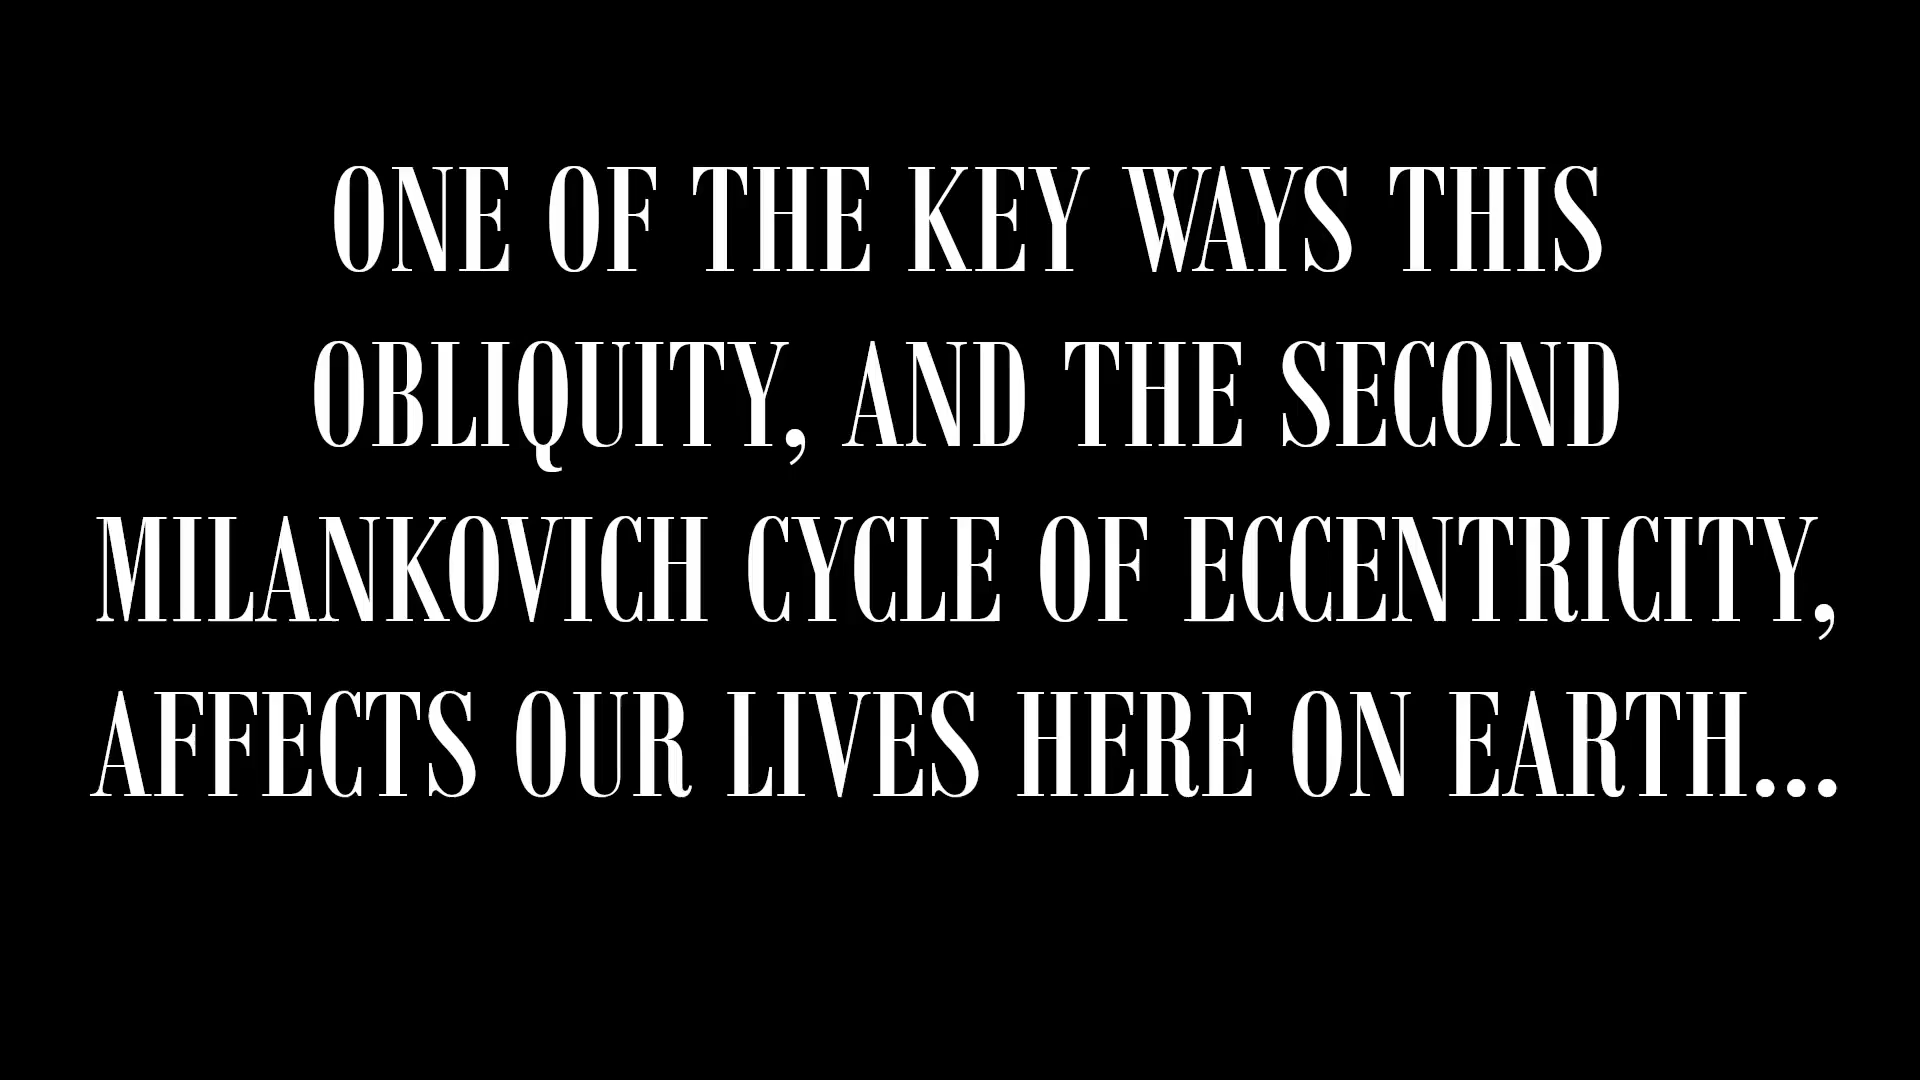 ONE OF THE KEY WAYS THIS
OBLIQUITY, AND THE SECOND
MILANKOVICH CYCLE OF ECCENTRICITY,
AFFECTS OUR LIVES HERE ON EARTH...